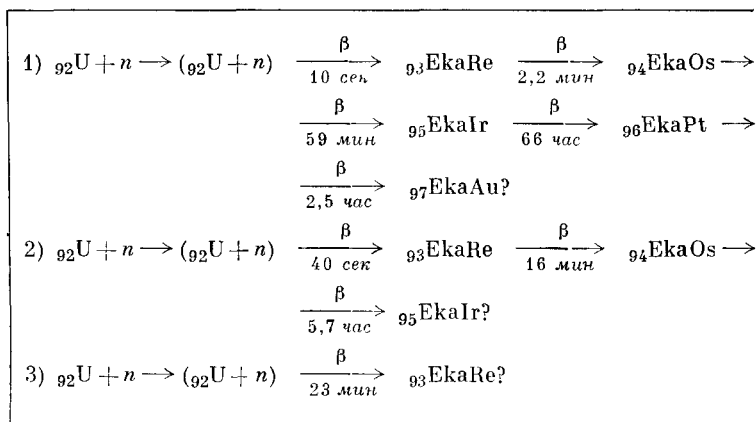 1) ₉₂U + n → (₉₂U + n) β→ 10 сек ₉₃EkaRe β→ 2,2 мин ₉₄EkaOs →
β→ 59 мин ₉₅EkaIr β→ 66 час ₉₆EkaPt →
β→ 2,5 час ₉₇EkaAu?
2) ₉₂U + n → (₉₂U + n) β→ 40 сек ₉₃EkaRe β→ 16 мин ₉₄EkaOs →
β→ 5,7 час ₉₅EkaIr?
3) ₉₂U + n → (₉₂U + n) β→ 23 мин ₉₃EkaRe?